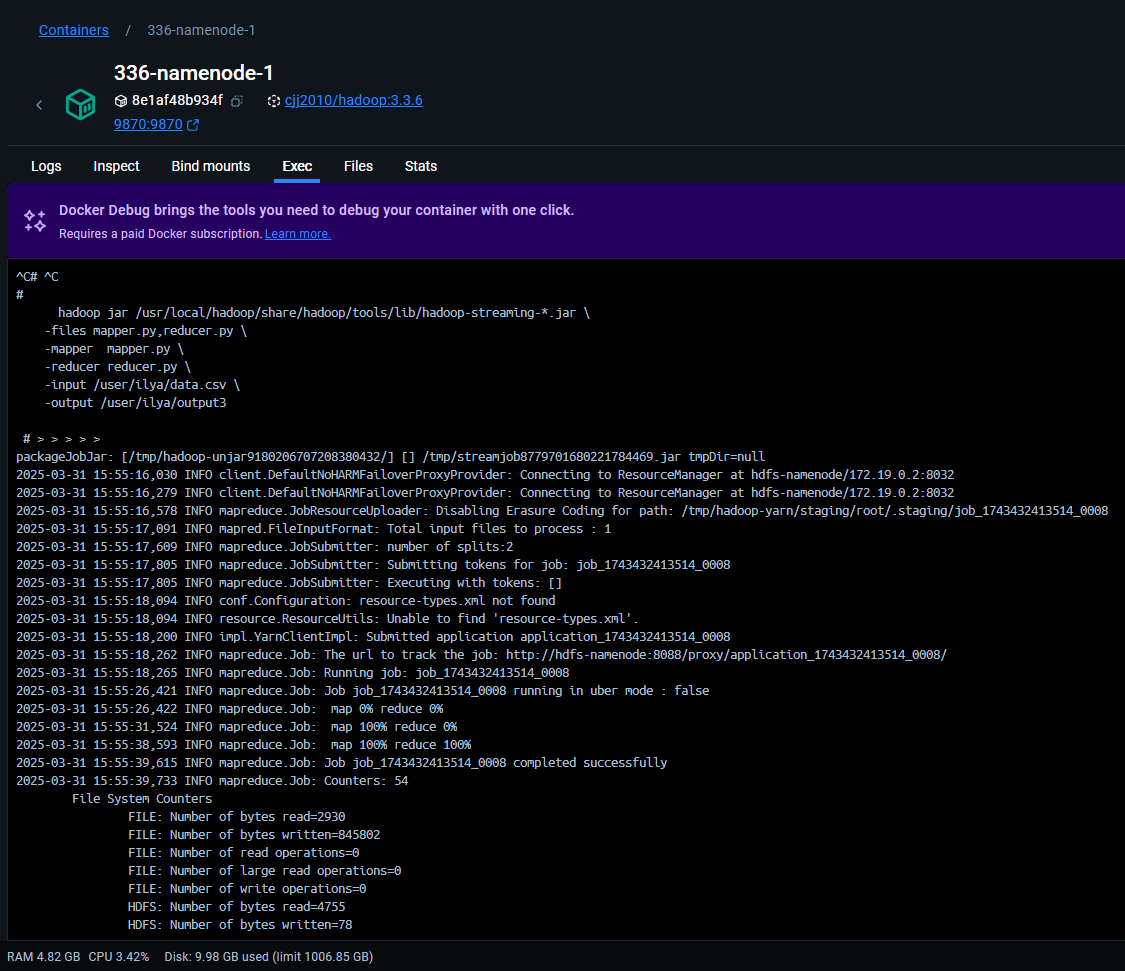 Containers / 336-namenode-1
336-namenode-1
8e1af48b934f cjj2010/hadoop:3.3.6
9870:9870
Logs Inspect Bind mounts Exec Files Stats
Docker Debug brings the tools you need to debug your container with one click.
Requires a paid Docker subscription. Learn more.
^C# ^C
#
hadoop jar /usr/local/hadoop/share/hadoop/tools/lib/hadoop-streaming-*.jar \
-files mapper.py,reducer.py \
-mapper  mapper.py \
-reducer reducer.py \
-input /user/ilya/data.csv \
-output /user/ilya/output3
# > > > > >
packageJobJar: [/tmp/hadoop-unjar9180206707208380432/] [] /tmp/streamjob8779701680221784469.jar tmpDir=null
2025-03-31 15:55:16,030 INFO client.DefaultNoHARMFailoverProxyProvider: Connecting to ResourceManager at hdfs-namenode/172.19.0.2:8032
2025-03-31 15:55:16,279 INFO client.DefaultNoHARMFailoverProxyProvider: Connecting to ResourceManager at hdfs-namenode/172.19.0.2:8032
2025-03-31 15:55:16,578 INFO mapreduce.JobResourceUploader: Disabling Erasure Coding for path: /tmp/hadoop-yarn/staging/root/.staging/job_1743432413514_0008
2025-03-31 15:55:17,091 INFO mapred.FileInputFormat: Total input files to process : 1
2025-03-31 15:55:17,609 INFO mapreduce.JobSubmitter: number of splits:2
2025-03-31 15:55:17,805 INFO mapreduce.JobSubmitter: Submitting tokens for job: job_1743432413514_0008
2025-03-31 15:55:17,805 INFO mapreduce.JobSubmitter: Executing with tokens: []
2025-03-31 15:55:18,094 INFO conf.Configuration: resource-types.xml not found
2025-03-31 15:55:18,094 INFO resource.ResourceUtils: Unable to find 'resource-types.xml'.
2025-03-31 15:55:18,200 INFO impl.YarnClientImpl: Submitted application application_1743432413514_0008
2025-03-31 15:55:18,262 INFO mapreduce.Job: The url to track the job: http://hdfs-namenode:8088/proxy/application_1743432413514_0008/
2025-03-31 15:55:18,265 INFO mapreduce.Job: Running job: job_1743432413514_0008
2025-03-31 15:55:26,421 INFO mapreduce.Job: Job job_1743432413514_0008 running in uber mode : false
2025-03-31 15:55:26,422 INFO mapreduce.Job:  map 0% reduce 0%
2025-03-31 15:55:31,524 INFO mapreduce.Job:  map 100% reduce 0%
2025-03-31 15:55:38,593 INFO mapreduce.Job:  map 100% reduce 100%
2025-03-31 15:55:39,615 INFO mapreduce.Job: Job job_1743432413514_0008 completed successfully
2025-03-31 15:55:39,733 INFO mapreduce.Job: Counters: 54
File System Counters
FILE: Number of bytes read=2930
FILE: Number of bytes written=845802
FILE: Number of read operations=0
FILE: Number of large read operations=0
FILE: Number of write operations=0
HDFS: Number of bytes read=4755
HDFS: Number of bytes written=78
RAM 4.82 GB CPU 3.42% Disk: 9.98 GB used (limit 1006.85 GB)